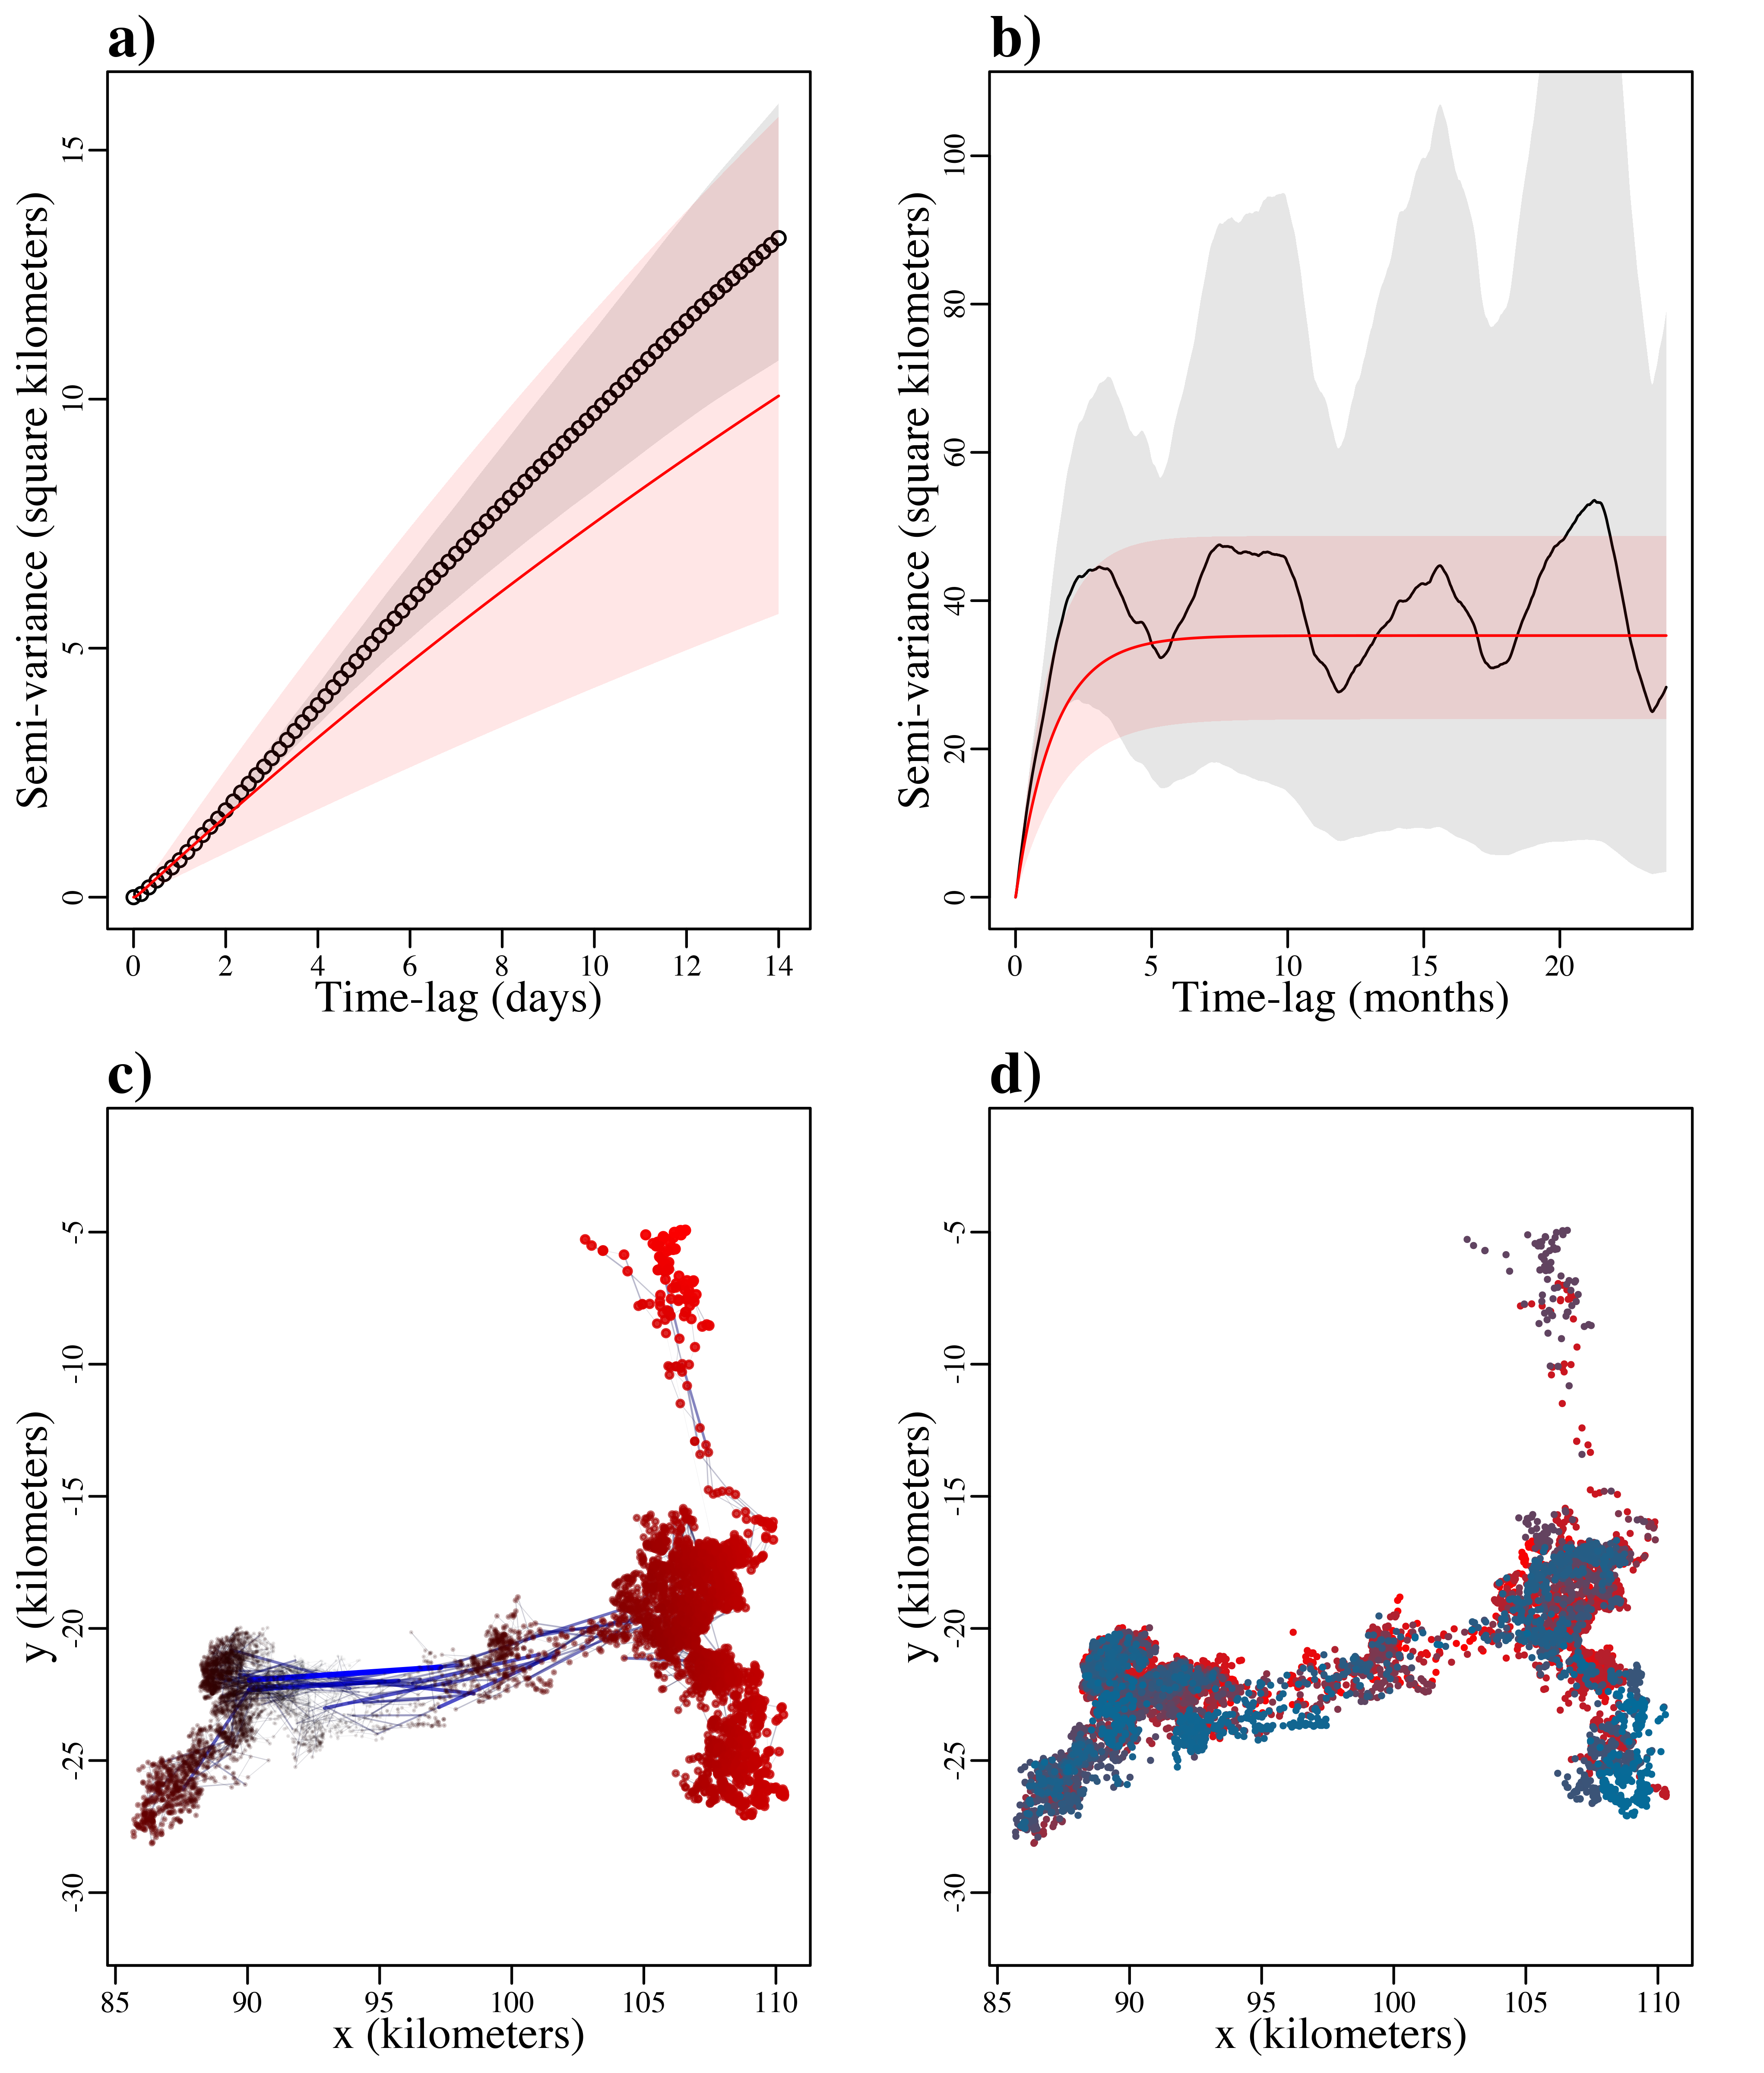 a)
Semi-variance (square kilometers)
15
10
5
0
0 2 4 6 8 10 12 14
Time-lag (days)
b)
Semi-variance (square kilometers)
100
80
60
40
20
0
0 5 10 15 20
Time-lag (months)
c)
y (kilometers)
-5
-10
-15
-20
-25
-30
85 90 95 100 105 110
x (kilometers)
d)
y (kilometers)
-5
-10
-15
-20
-25
-30
85 90 95 100 105 110
x (kilometers)